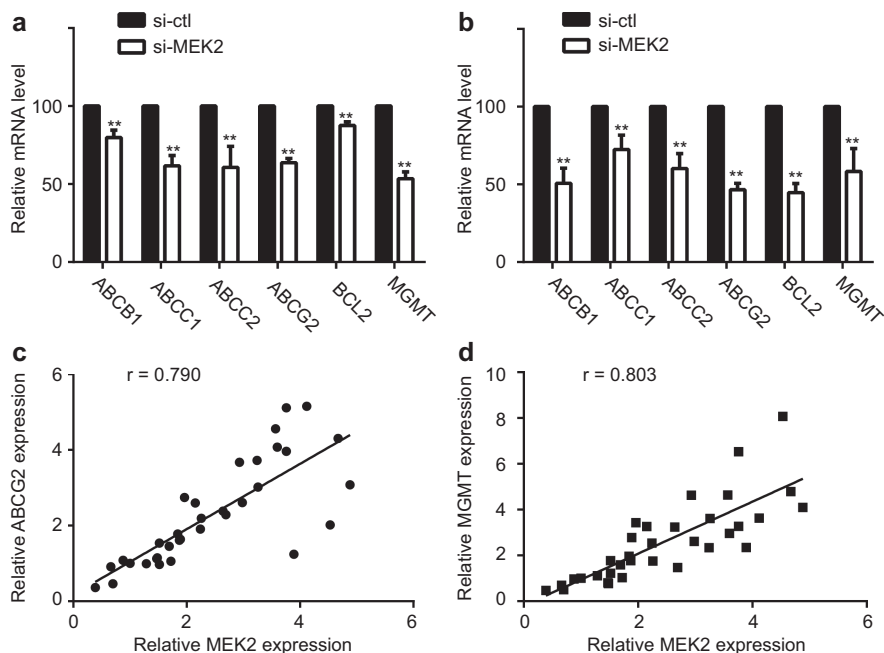 a
si-ctl
si-MEK2
Relative mRNA level
100
50
0
** ** ** ** ** **
ABCB1 ABCC1 ABCC2 ABCG2 BCL2 MGMT
b
si-ctl
si-MEK2
Relative mRNA level
100
50
0
** ** ** ** ** **
ABCB1 ABCC1 ABCC2 ABCG2 BCL2 MGMT
c
r = 0.790
Relative ABCG2 expression
6
4
2
0
0 2 4 6
Relative MEK2 expression
d
r = 0.803
Relative MGMT expression
10
8
6
4
2
0
0 2 4 6
Relative MEK2 expression